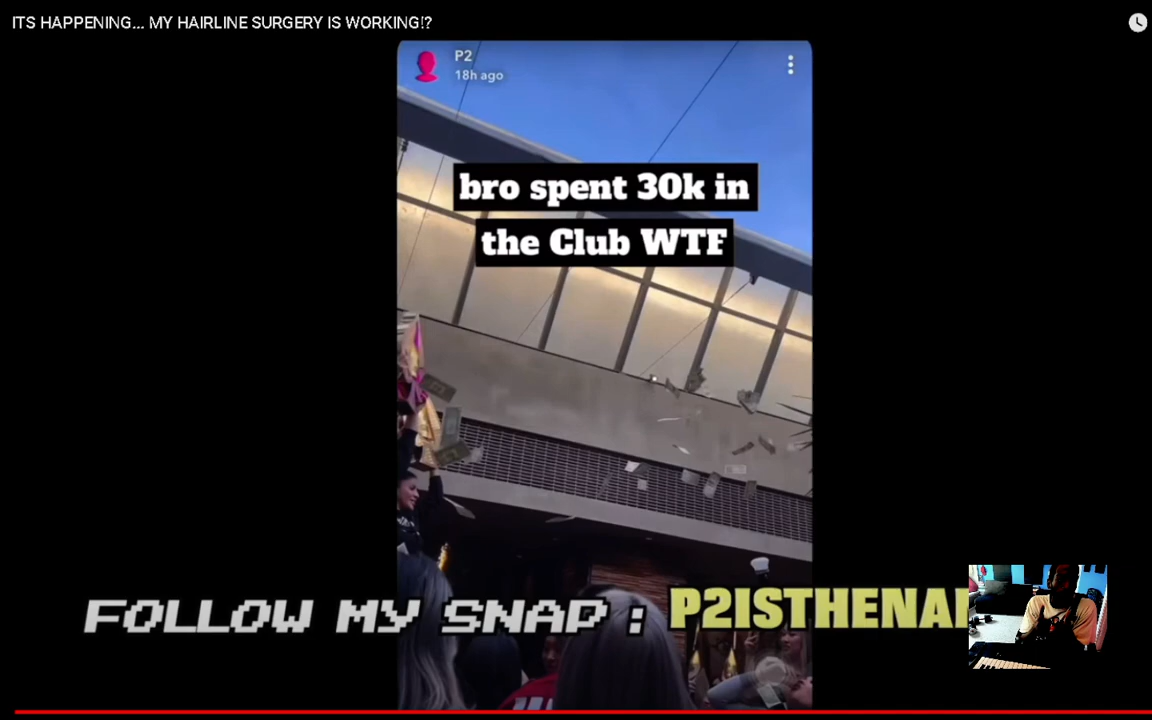 ITS HAPPENING... MY HAIRLINE SURGERY IS WORKING!?
P2
18h ago
bro spent 30k in
the Club WTF
FOLLOW MY SNAP :